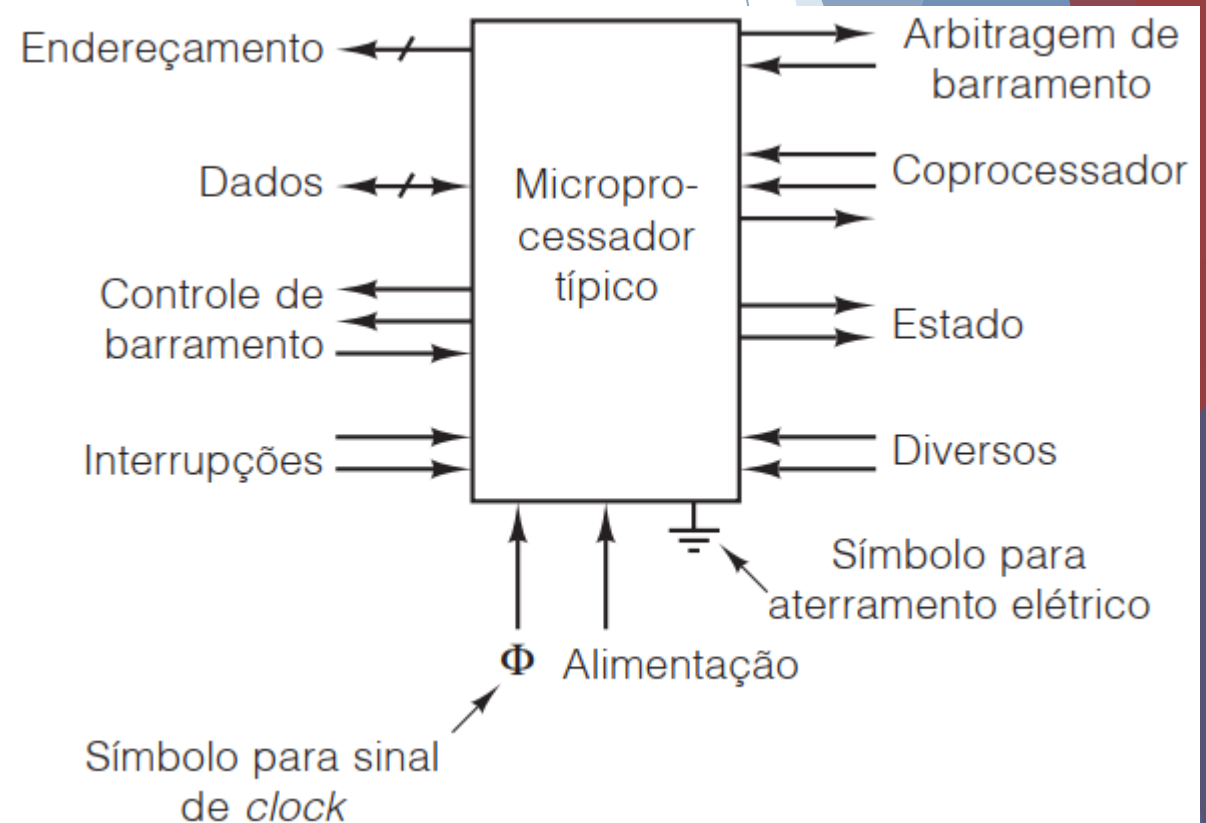 Endereçamento
Dados
Controle de
barramento
Interrupções
Micropro-
cessador
típico
Arbitragem de
barramento
Coprocessador
Estado
Diversos
Símbolo para
aterramento elétrico
Φ Alimentação
Símbolo para sinal
de clock